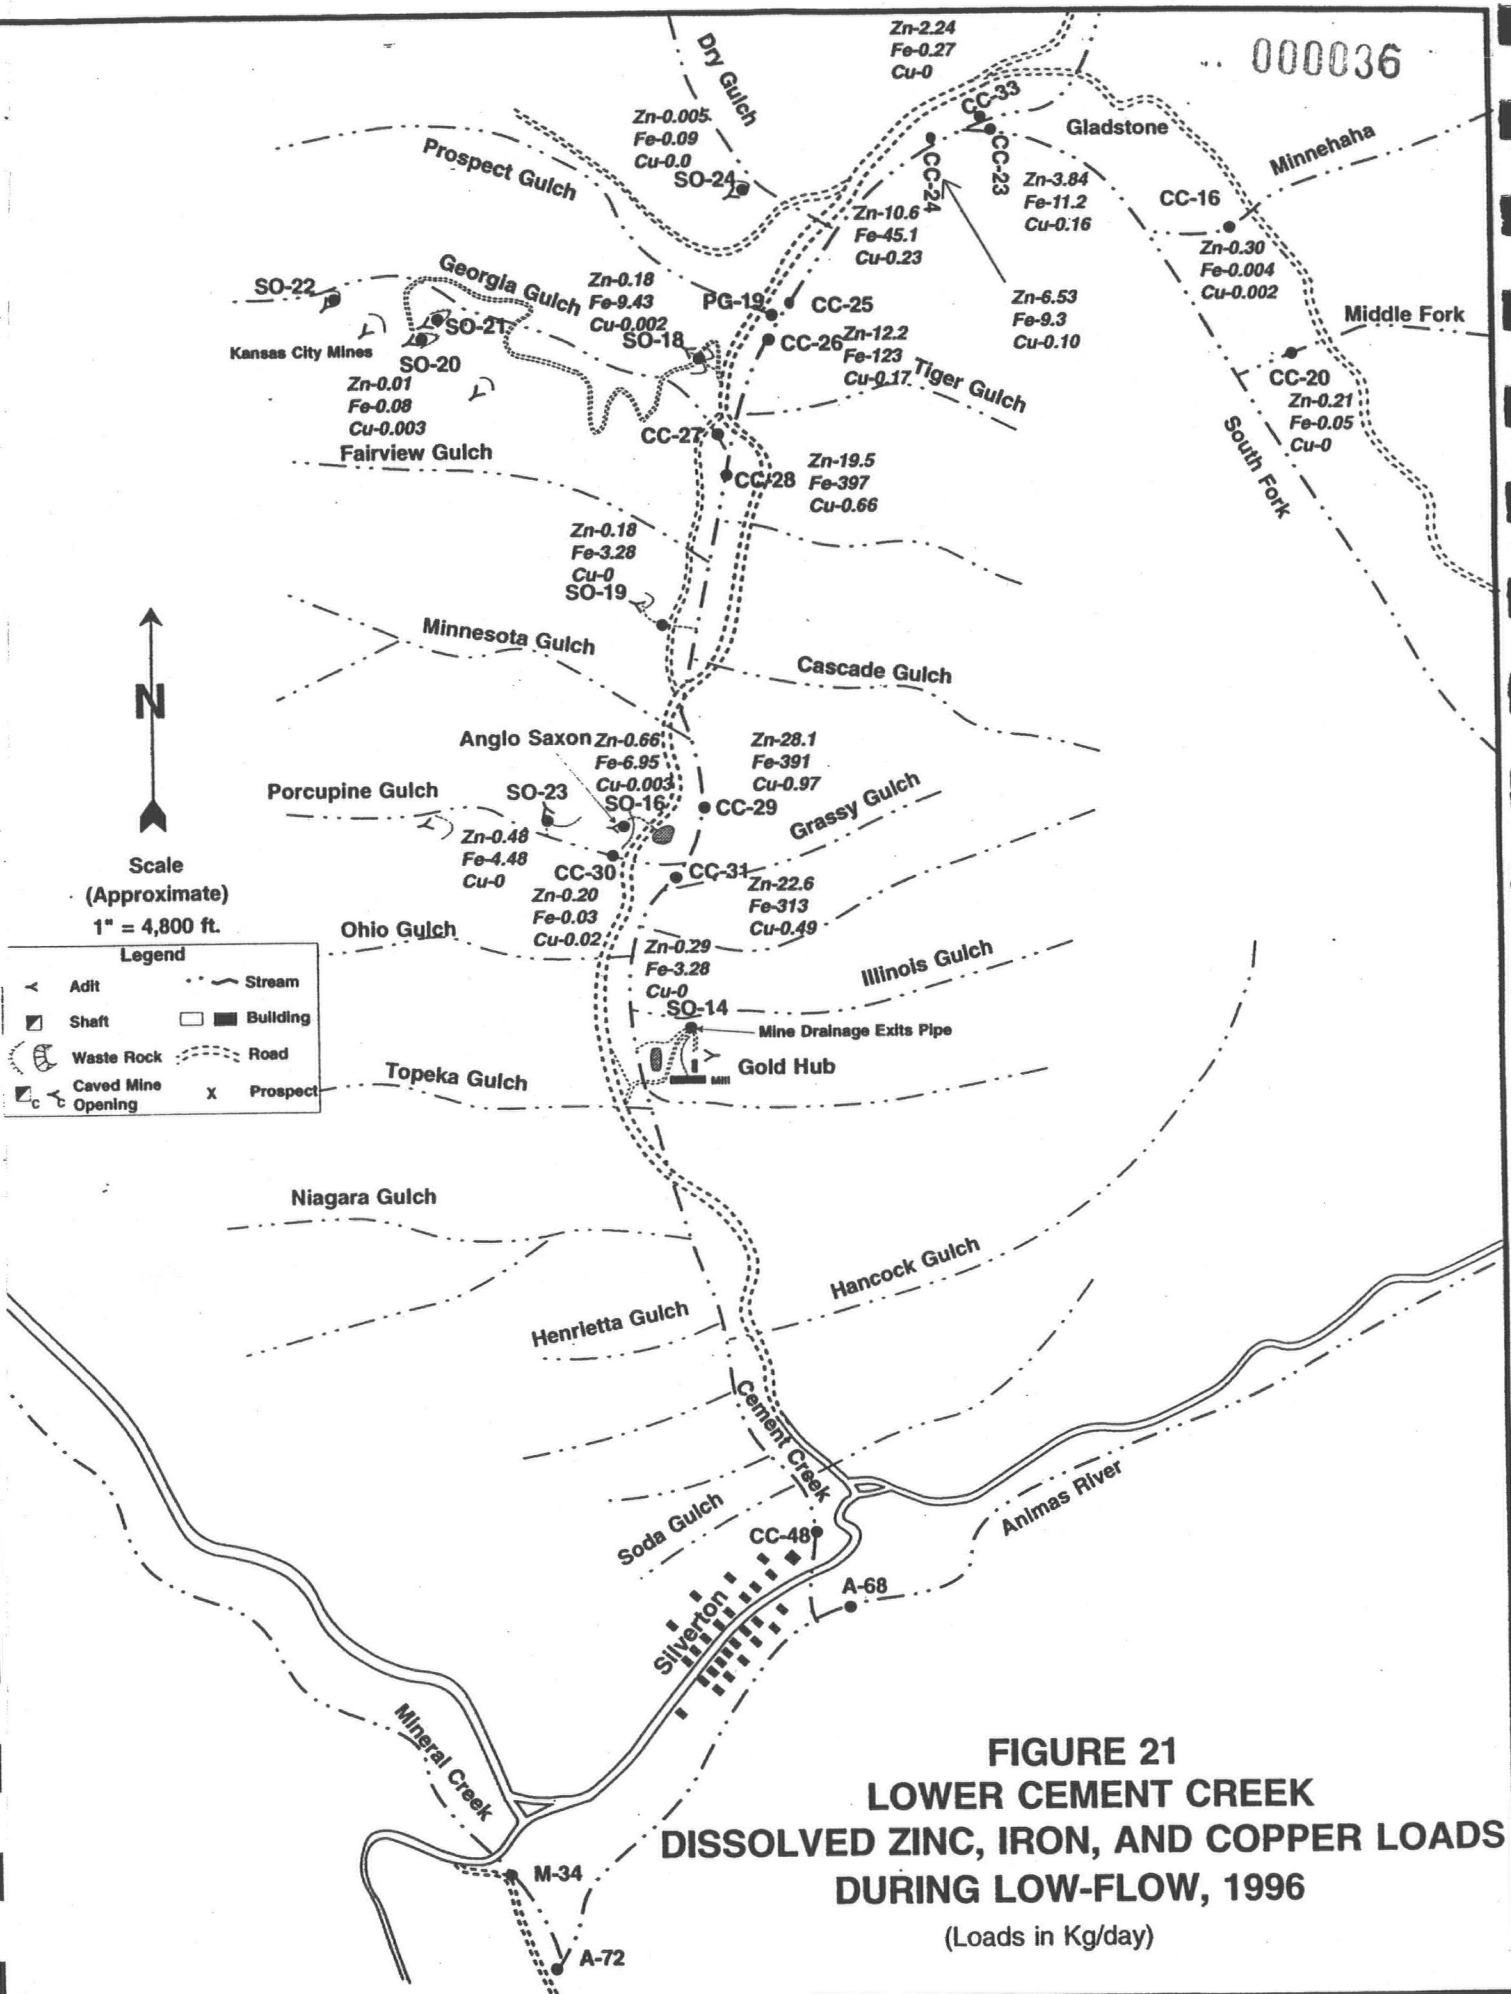 000036
Zn-2.24
Fe-0.27
Cu-0
Dry Gulch
CC-33
Gladstone
Minnehaha
Zn-0.005
Fe-0.09
Cu-0.0
SO-24
Prospect Gulch
CC-24
CC-23
Zn-3.84
Fe-11.2
Cu-0.16
CC-16
Zn-0.30
Fe-0.004
Cu-0.002
Zn-10.6
Fe-45.1
Cu-0.23
Georgia Gulch
SO-22
Zn-0.18
Fe-9.43
Cu-0.002
SO-18
PG-19
CC-25
Zn-6.53
Fe-9.3
Cu-0.10
Middle Fork
SO-21
Kansas City Mines
SO-20
Zn-0.01
Fe-0.08
Cu-0.003
CC-26
Zn-12.2
Fe-123
Cu-0.17
Tiger Gulch
CC-20
Zn-0.21
Fe-0.05
Cu-0
South Fork
CC-27
Fairview Gulch
CC-28
Zn-19.5
Fe-397
Cu-0.66
Zn-0.18
Fe-3.28
Cu-0
SO-19
Minnesota Gulch
Cascade Gulch
N
Anglo Saxon
Zn-0.66
Fe-6.95
Cu-0.003
SO-16
Zn-28.1
Fe-391
Cu-0.97
CC-29
Grassy Gulch
Porcupine Gulch
SO-23
Zn-0.48
Fe-4.48
Cu-0
CC-30
Zn-0.20
Fe-0.03
Cu-0.02
CC-31
Zn-22.6
Fe-313
Cu-0.49
Scale
(Approximate)
1" = 4,800 ft.
Legend
Adit
Stream
Shaft
Building
Waste Rock
Road
C
C
Caved Mine
Opening
X
Prospect
Ohio Gulch
Zn-0.29
Fe-3.28
Cu-0
SO-14
Illinois Gulch
Mine Drainage Exits Pipe
Gold Hub
Mill
Topeka Gulch
Niagara Gulch
Hancock Gulch
Henrietta Gulch
Cement Creek
Soda Gulch
Animas River
CC-48
A-68
Silverton
Mineral Creek
M-34
A-72
FIGURE 21
LOWER CEMENT CREEK
DISSOLVED ZINC, IRON, AND COPPER LOADS
DURING LOW-FLOW, 1996
(Loads in Kg/day)